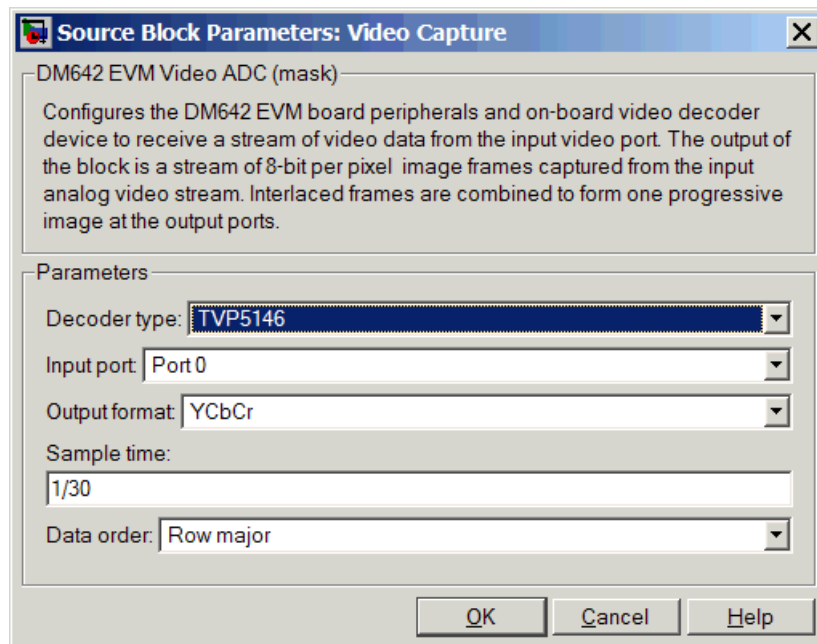 Source Block Parameters: Video Capture
DM642 EVM Video ADC (mask)
Configures the DM642 EVM board peripherals and on-board video decoder
device to receive a stream of video data from the input video port. The output of
the block is a stream of 8-bit per pixel  image frames captured from the input
analog video stream. Interlaced frames are combined to form one progressive
image at the output ports.
Parameters
Decoder type: TVP5146
Input port: Port 0
Output format: YCbCr
Sample time:
1/30
Data order: Row major
OK Cancel Help